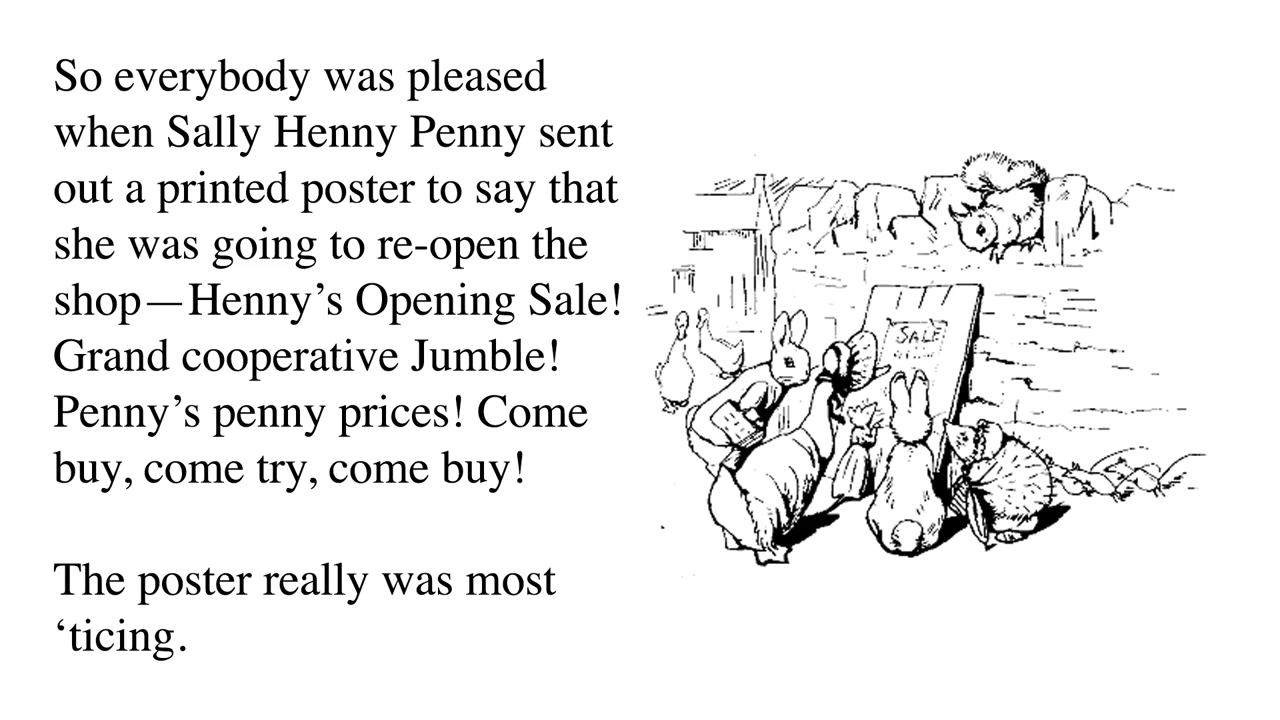 So everybody was pleased
when Sally Henny Penny sent
out a printed poster to say that
she was going to re-open the
shop—Henny’s Opening Sale!
Grand cooperative Jumble!
Penny’s penny prices! Come
buy, come try, come buy!
The poster really was most
‘ticing.
SALE